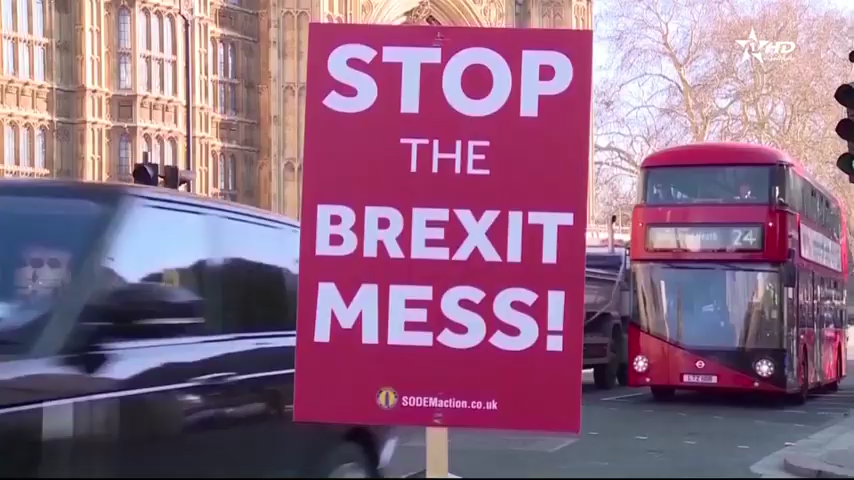 STOP
THE
BREXIT
MESS!
SODEMaction.co.uk
24
HD